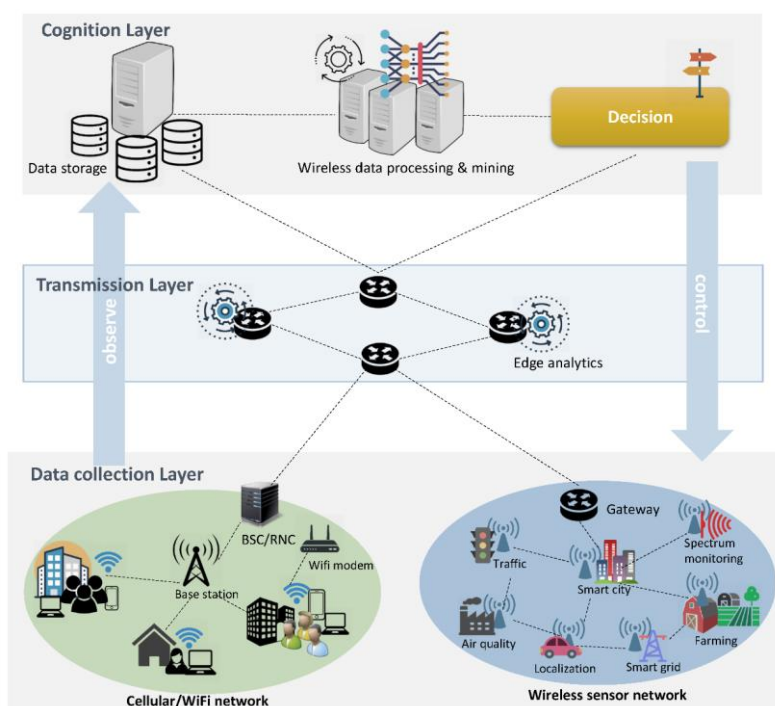 Cognition Layer
Decision
Data storage
Wireless data processing & mining
Transmission Layer
observe
control
Edge analytics
Data collection Layer
BSC/RNC
Gateway
Wifi modem
Traffic
Spectrum
monitoring
Base station
Smart city
Air quality
Farming
Localization
Smart grid
Cellular/WiFi network
Wireless sensor network